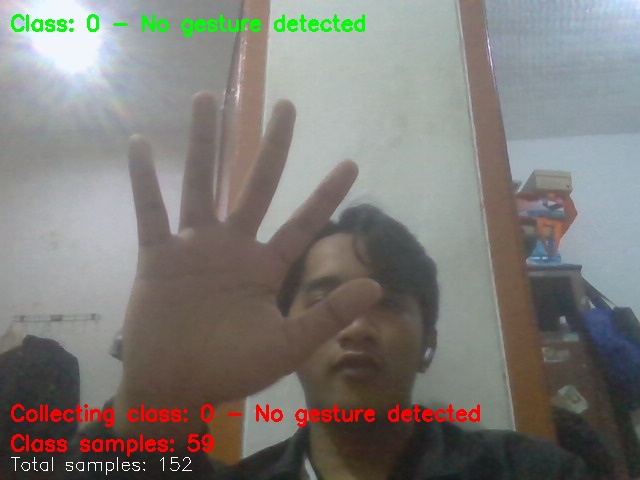 Class: 0 - No gesture detected
Collecting class: 0 - No gesture detected
Class samples: 59
Total samples: 152